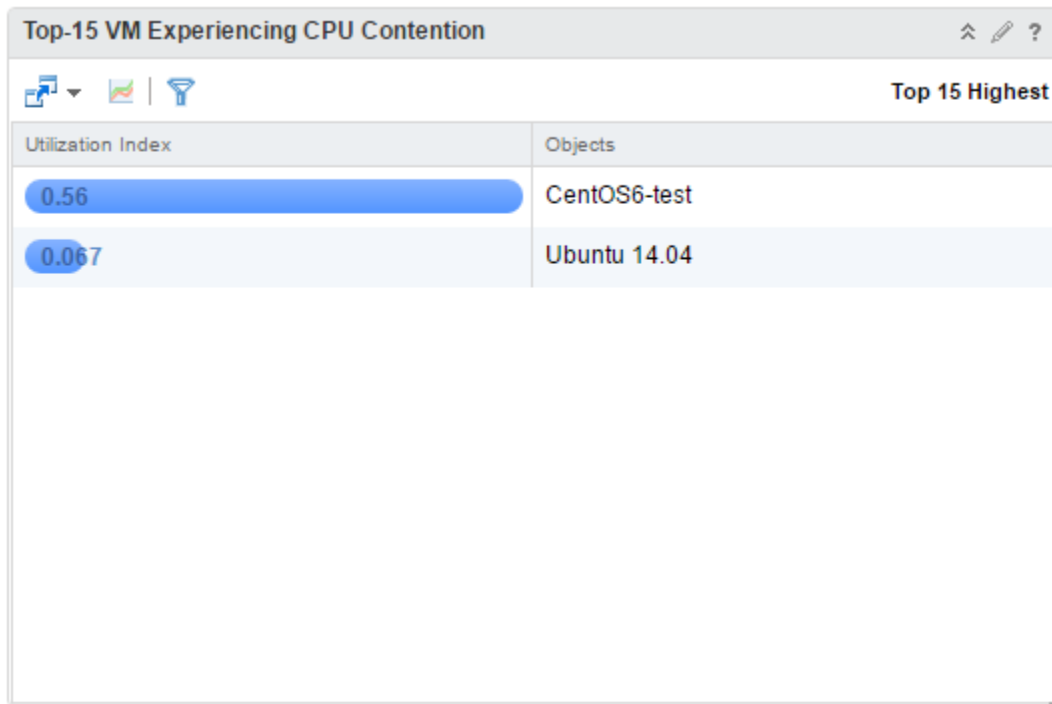 Top-15 VM Experiencing CPU Contention ?
Top 15 Highest
Utilization Index Objects
0.56 CentOS6-test
0.067 Ubuntu 14.04